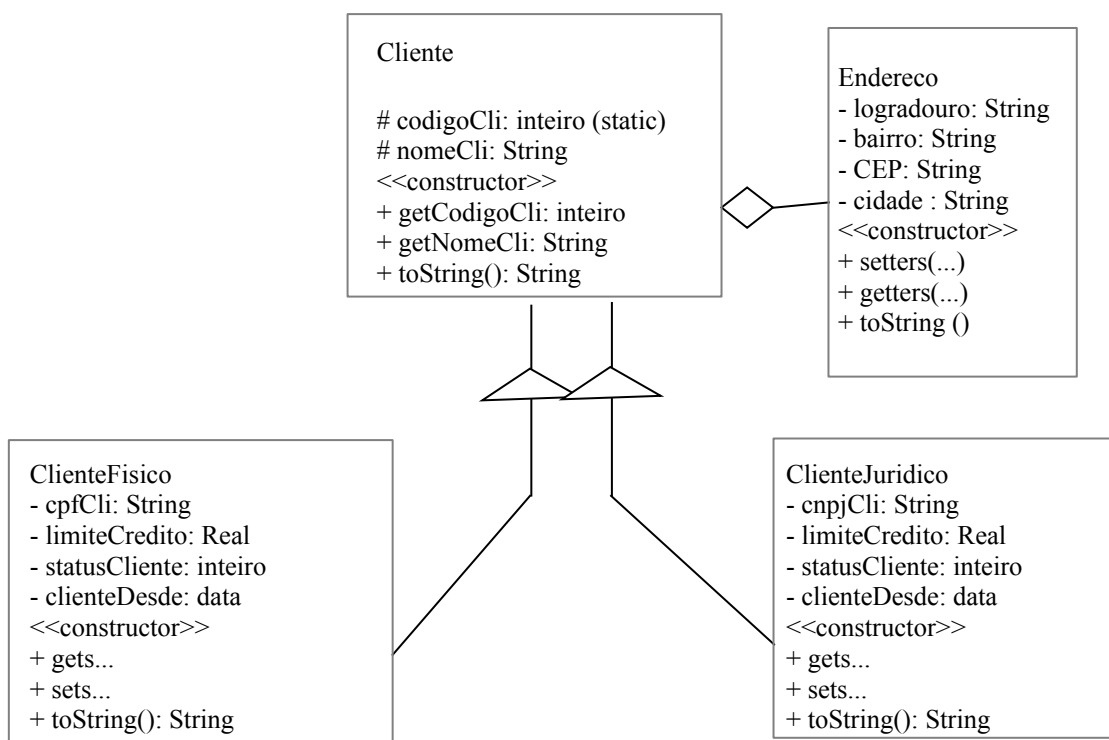 Cliente
# codigoCli: inteiro (static)
# nomeCli: String
<<constructor>>
+ getCodigoCli: inteiro
+ getNomeCli: String
+ toString(): String
Endereco
- logradouro: String
- bairro: String
- CEP: String
- cidade : String
<<constructor>>
+ setters(...)
+ getters(...)
+ toString ()
ClienteFisico
- cpfCli: String
- limiteCredito: Real
- statusCliente: inteiro
- clienteDesde: data
<<constructor>>
+ gets...
+ sets...
+ toString(): String
ClienteJuridico
- cnpjCli: String
- limiteCredito: Real
- statusCliente: inteiro
- clienteDesde: data
<<constructor>>
+ gets...
+ sets...
+ toString(): String